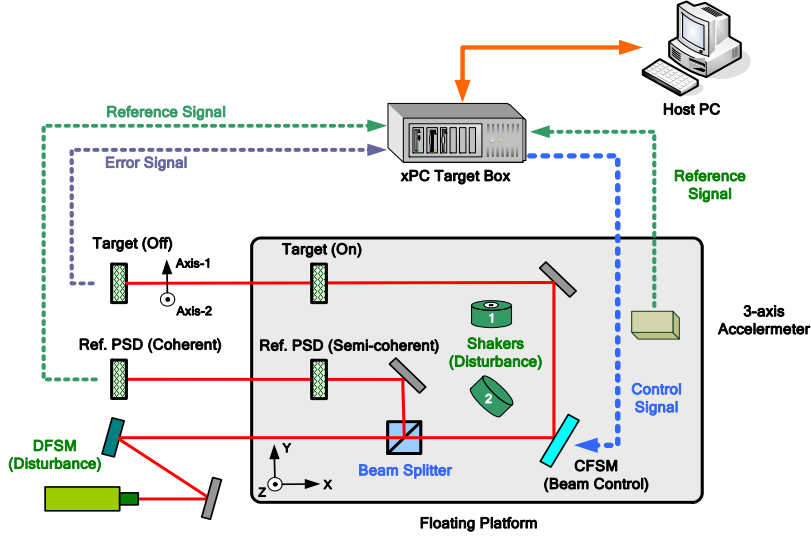 Host PC
Reference Signal
Error Signal
xPC Target Box
Reference
Signal
Target (Off)
Axis-1
Axis-2
Target (On)
1
Shakers
(Disturbance)
2
3-axis
Accelermeter
Ref. PSD (Coherent)
Ref. PSD (Semi-coherent)
Control
Signal
DFSM
(Disturbance)
Beam Splitter
CFSM
(Beam Control)
Y
Z
X
Floating Platform